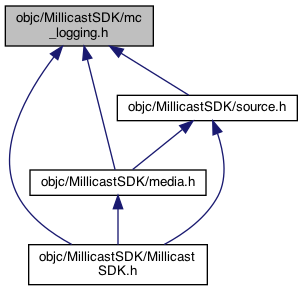 objc/MillicastSDK/mc
_logging.h
objc/MillicastSDK/source.h
objc/MillicastSDK/media.h
objc/MillicastSDK/Millicast
SDK.h